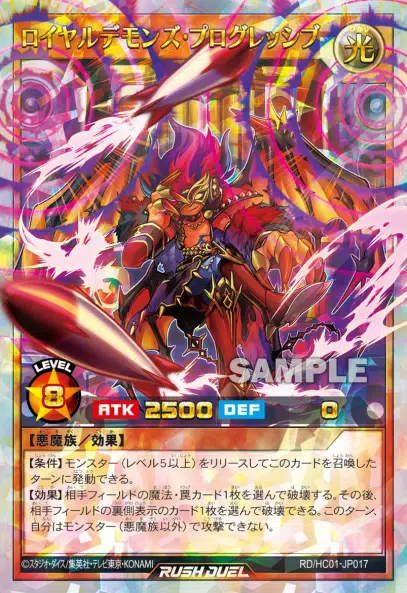 ロイヤルデモンズ・プログレッシブ
光
SAMPLE
LEVEL
8
ATK 2500 DEF 0
【悪魔族/効果】
【条件】モンスター(レベル5以上)をリリースしてこのカードを召喚した
ターンに発動できる。
【効果】相手フィールドの魔法・罠カード1枚を選んで破壊する。その後、
相手フィールドの裏側表示のカード1枚を選んで破壊できる。このターン、
自分はモンスター(悪魔族以外)で攻撃できない。
©スタジオ・ダイス/集英社・テレビ東京・KONAMI
RUSH DUEL
RD/HC01-JP017